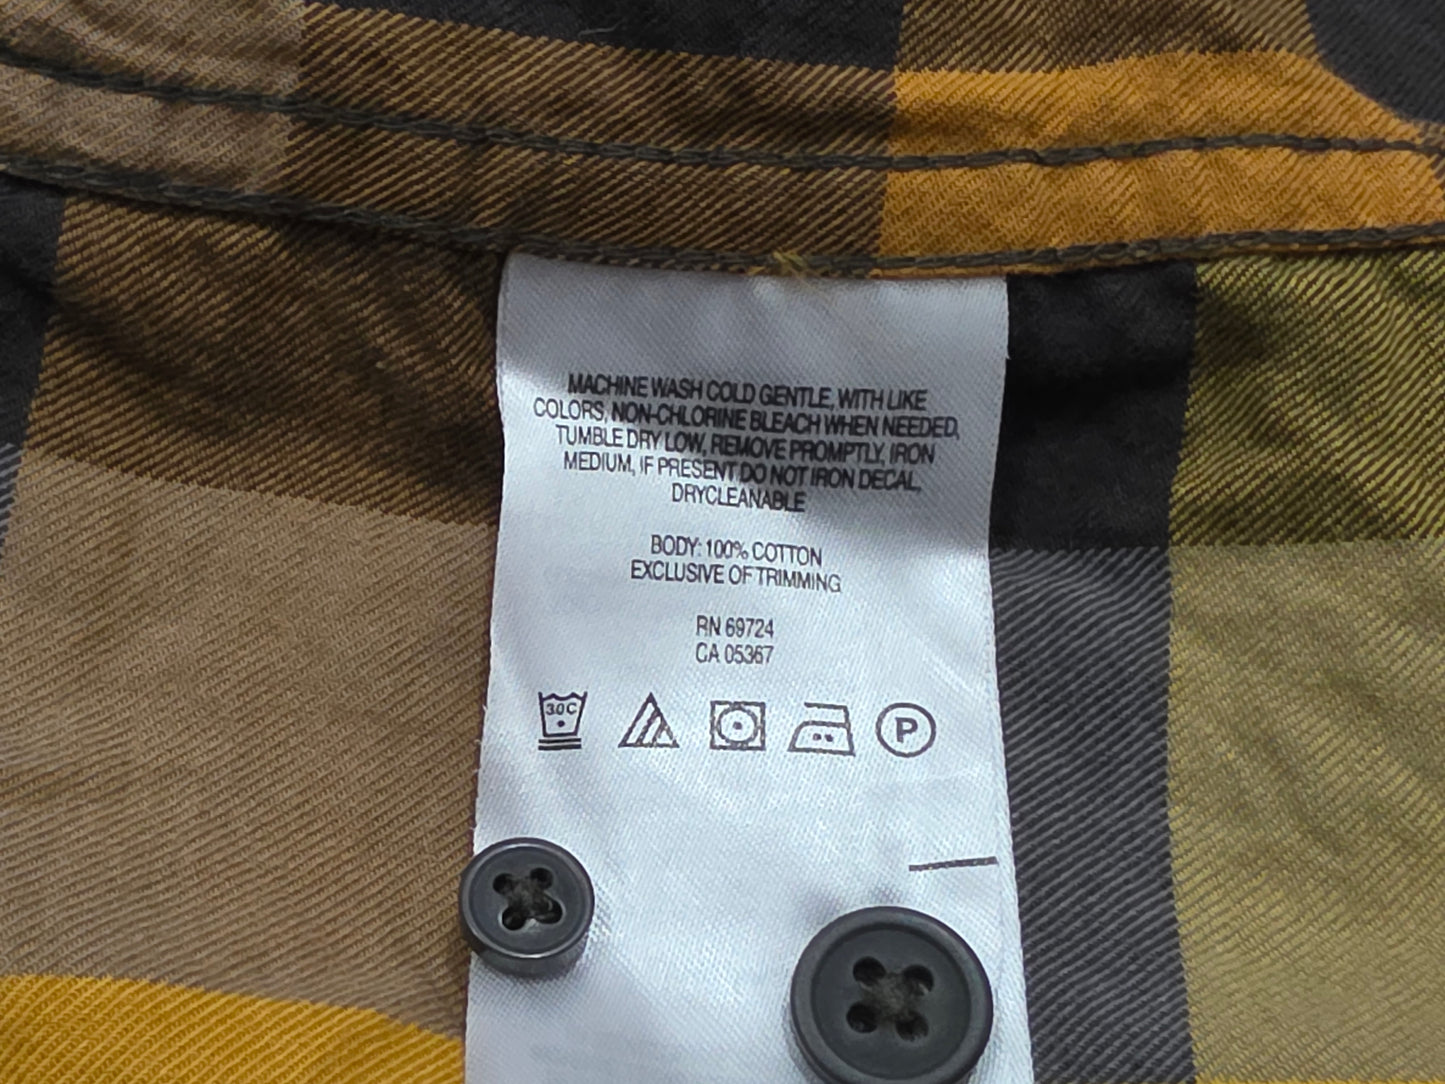 MACHINE WASH COLD GENTLE, WITH LIKE
COLORS, NON-CHLORINE BLEACH WHEN NEEDED,
TUMBLE DRY LOW, REMOVE PROMPTLY, IRON
MEDIUM, IF PRESENT DO NOT IRON DECAL,
DRYCLEANABLE
BODY: 100% COTTON
EXCLUSIVE OF TRIMMING
RN 69724
CA 05367
30C
P